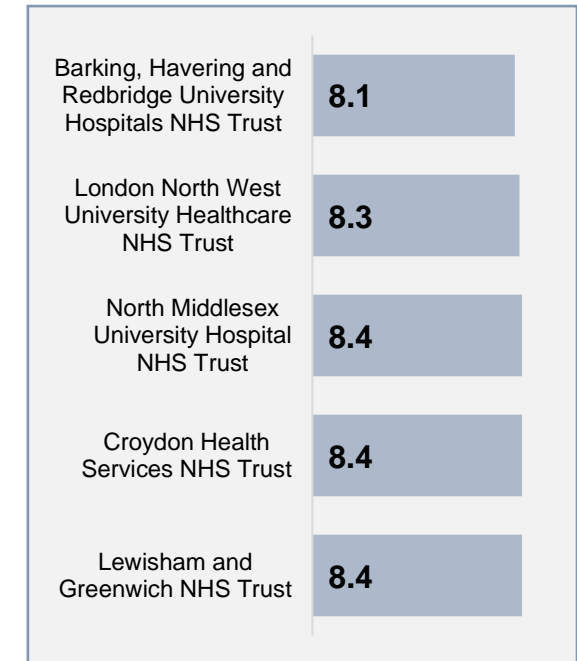 Barking, Havering and
Redbridge University
Hospitals NHS Trust
8.1
London North West
University Healthcare
NHS Trust
8.3
North Middlesex
University Hospital
NHS Trust
8.4
Croydon Health
Services NHS Trust
8.4
Lewisham and
Greenwich NHS Trust
8.4